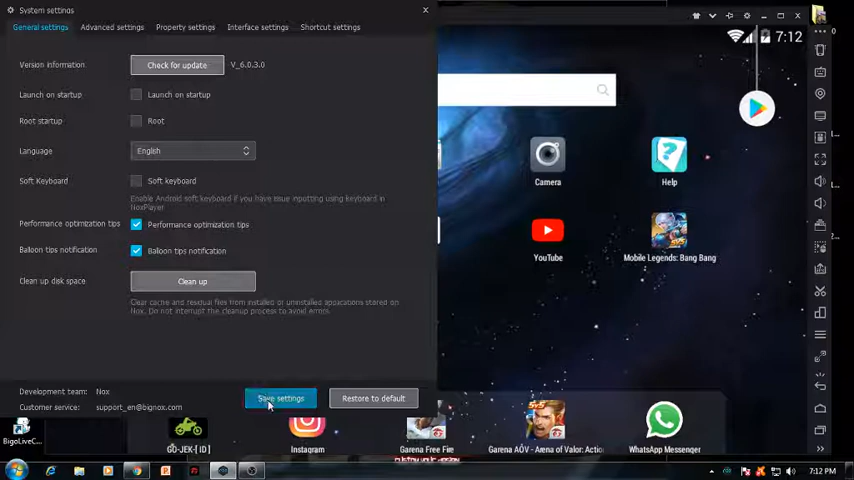 System settings
General settings
Advanced settings
Property settings
Interface settings
Shortcut settings
7:12
Version information
Check for update
V_6.0.3.0
Launch on startup
Launch on startup
Root startup
Root
Language
English
Soft Keyboard
Soft keyboard
Enable Android soft keyboard if you have issue inputting using keyboard in
NoxPlayer
Performance optimization tips
Performance optimization tips
Balloon tips notification
Balloon tips notification
Clean up disk space
Clean up
Clear cache and residual files from installed or uninstalled appacations stored on
Nox. Do not interrupt the cleanup process to avoid errors.
Development team: Nox
Customer service: support_en@bignox.com
Save settings
Restore to default
Camera
Help
YouTube
Mobile Legends: Bang Bang
BigoLiveC...
GO-JEK-[ID]
Instagram
Garena Free Fire
Garena AOV - Arena of Valor: Actio
WhatsApp Messenger
7:12 PM